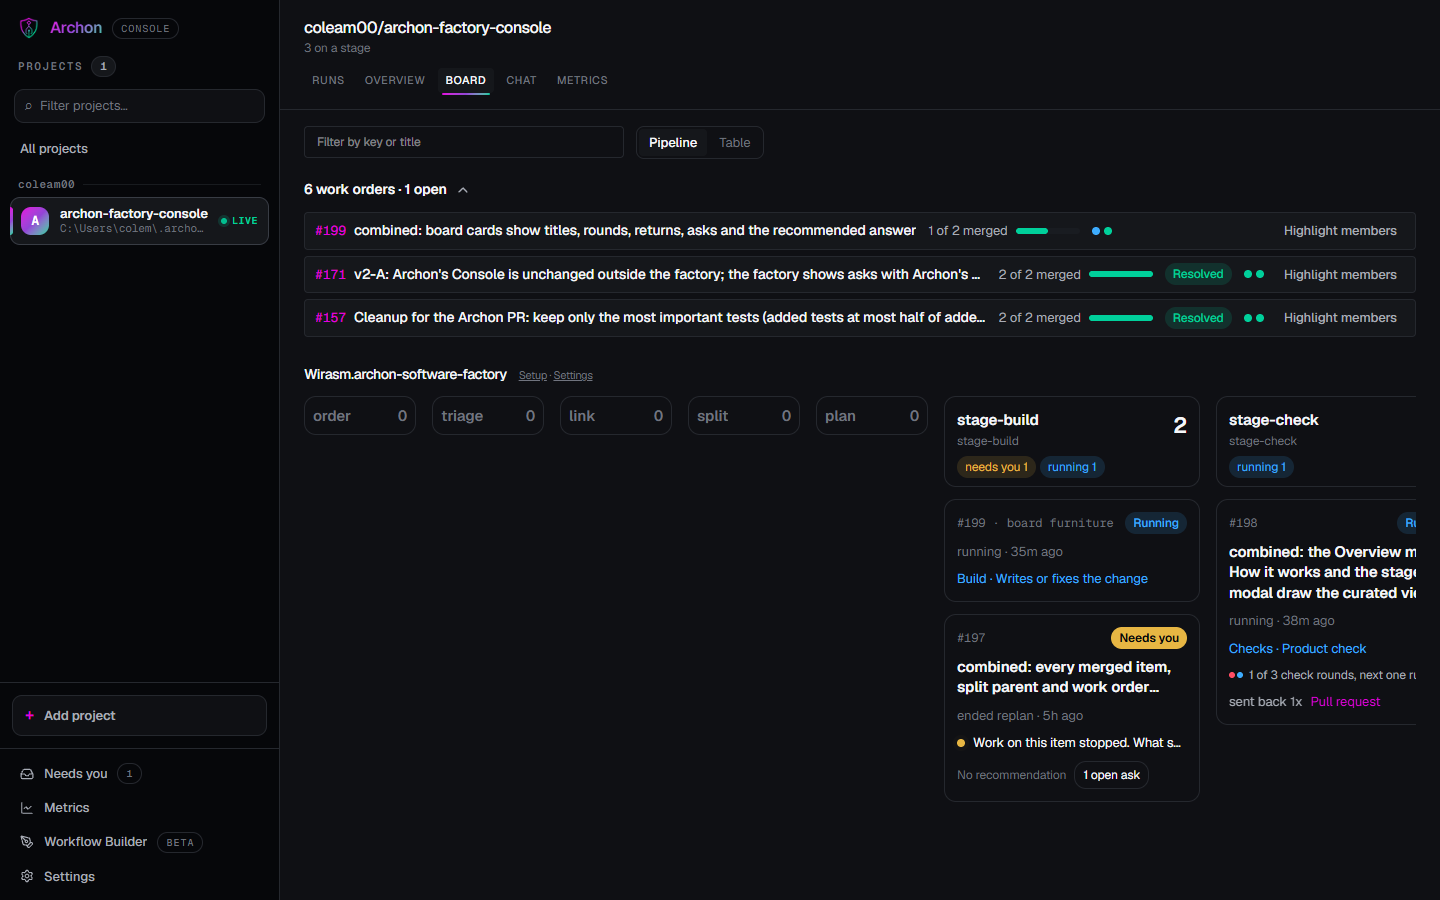 Archon CONSOLE
PROJECTS 1
Filter projects...
All projects
coleam00
A archon-factory-console LIVE
C:\Users\colem\.archo…
+ Add project
Needs you 1
Metrics
Workflow Builder BETA
Settings
coleam00/archon-factory-console
3 on a stage
RUNS OVERVIEW BOARD CHAT METRICS
Filter by key or title
Pipeline Table
6 work orders · 1 open
#199 combined: board cards show titles, rounds, returns, asks and the recommended answer 1 of 2 merged Highlight members
#171 v2-A: Archon's Console is unchanged outside the factory; the factory shows asks with Archon's ... 2 of 2 merged Resolved Highlight members
#157 Cleanup for the Archon PR: keep only the most important tests (added tests at most half of adde... 2 of 2 merged Resolved Highlight members
Wirasm.archon-software-factory Setup · Settings
order 0
triage 0
link 0
split 0
plan 0
stage-build 2
stage-build
needs you 1 running 1
#199 · board furniture Running
running · 35m ago
Build · Writes or fixes the change
#197 Needs you
combined: every merged item,
split parent and work order...
ended replan · 5h ago
Work on this item stopped. What s...
No recommendation 1 open ask
stage-check
stage-check
running 1
#198 Ru
combined: the Overview m
How it works and the stage
modal draw the curated vi
running · 38m ago
Checks · Product check
1 of 3 check rounds, next one ru
sent back 1x Pull request